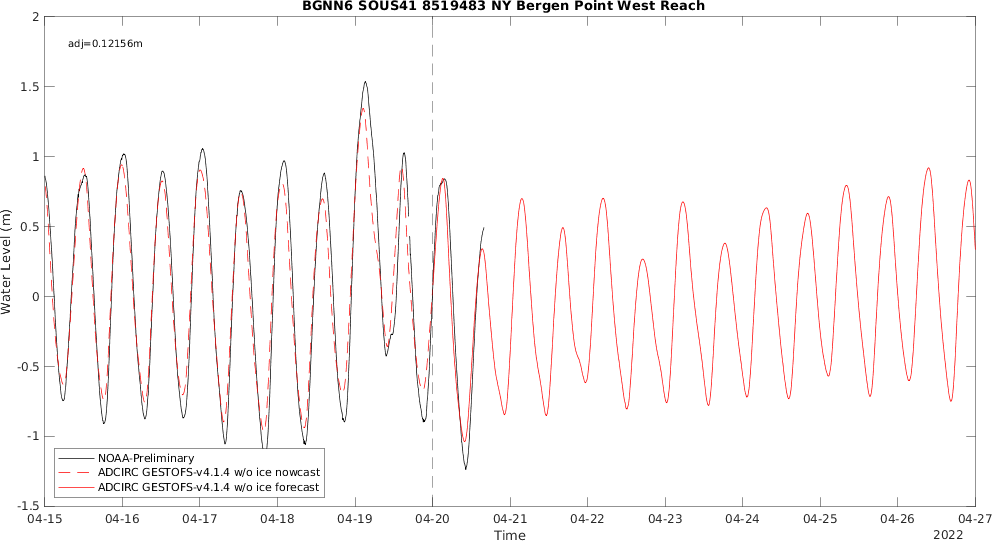 BGNN6 SOUS41 8519483 NY Bergen Point West Reach
adj=0.12156m
2
1.5
1
0.5
0
-0.5
-1
-1.5
Water Level (m)
NOAA-Preliminary
ADCIRC GESTOFS-v4.1.4 w/o ice nowcast
ADCIRC GESTOFS-v4.1.4 w/o ice forecast
04-15 04-16 04-17 04-18 04-19 04-20 04-21 04-22 04-23 04-24 04-25 04-26 04-27
Time
2022